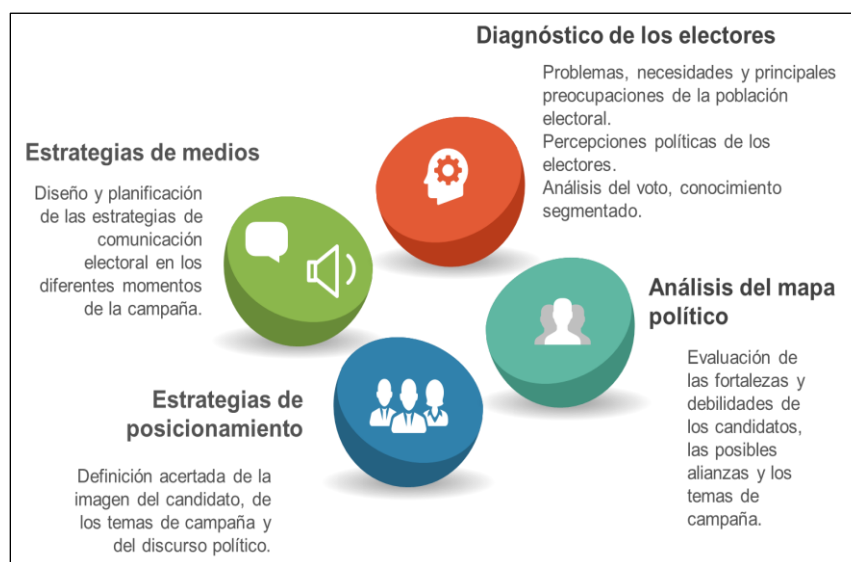 Diagnóstico de los electores
Problemas, necesidades y principales
preocupaciones de la población
electoral.
Percepciones políticas de los
electores.
Análisis del voto, conocimiento
segmentado.
Estrategias de medios
Diseño y planificación
de las estrategias de
comunicación
electoral en los
diferentes momentos
de la campaña.
Análisis del mapa
político
Evaluación de
las fortalezas y
debilidades de
los candidatos,
las posibles
alianzas y los
temas de
campaña.
Estrategias de
posicionamiento
Definición acertada de la
imagen del candidato, de
los temas de campaña y
del discurso político.